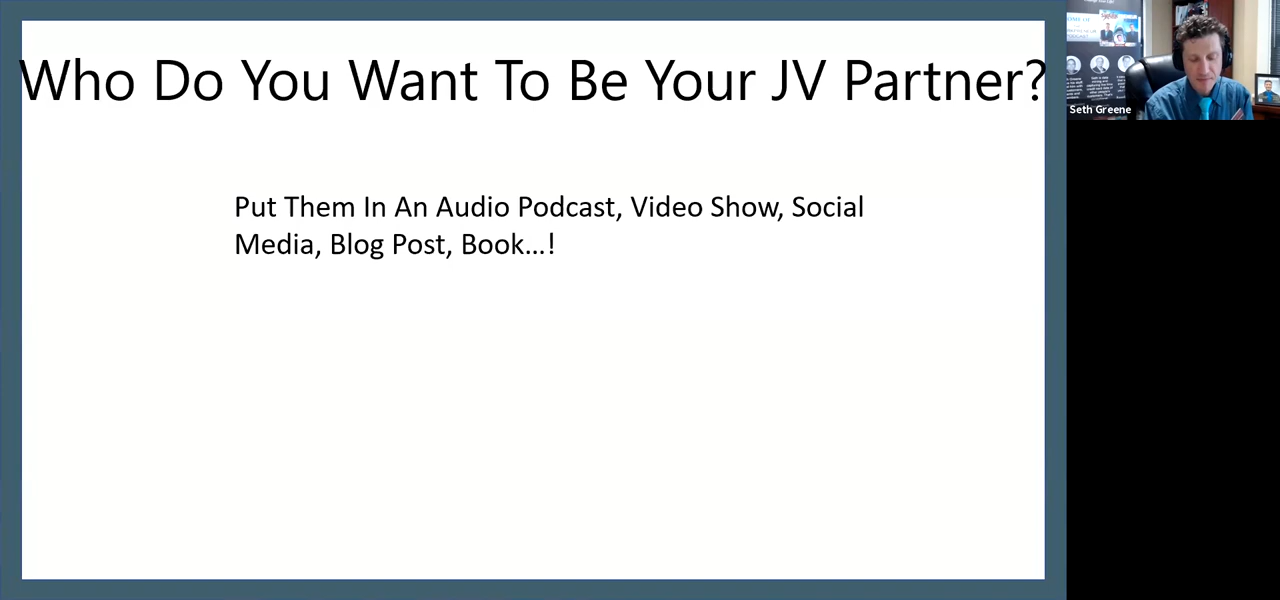 Who Do You Want To Be Your JV Partner?
Put Them In An Audio Podcast, Video Show, Social
Media, Blog Post, Book...!
Seth Greene